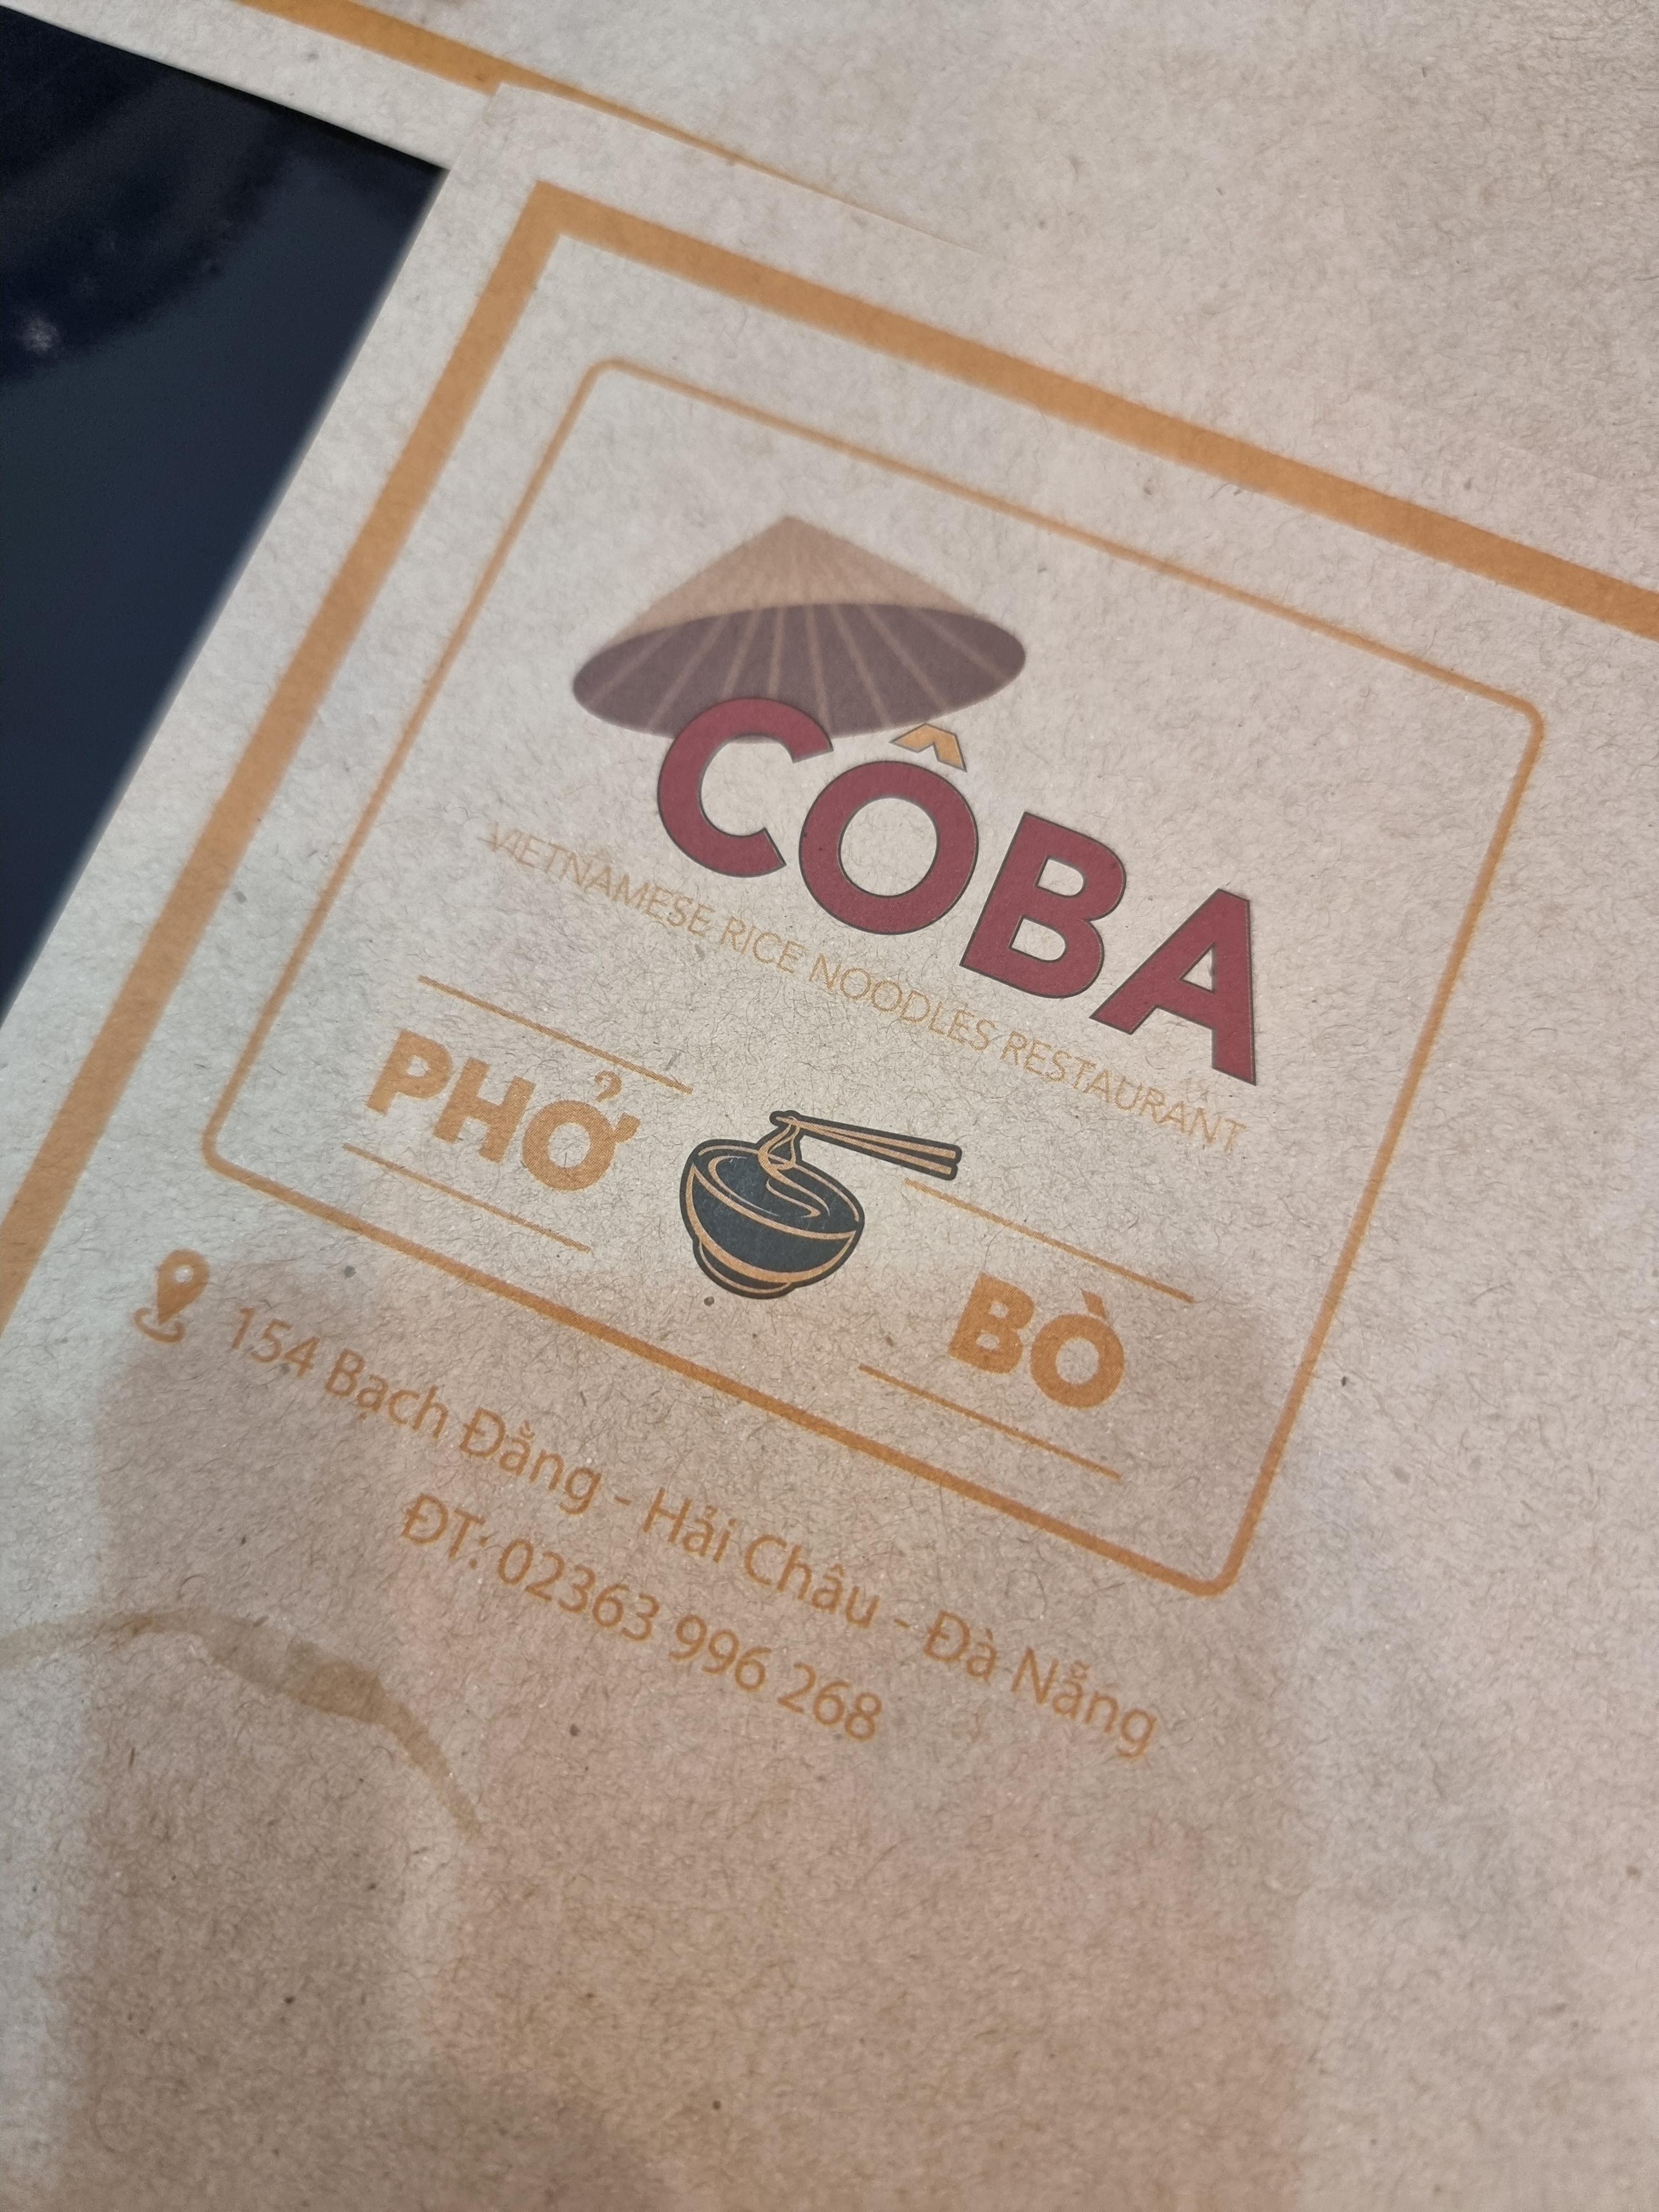 CÔBA
VIETNAMESE RICE NOODLES RESTAURANT
PHỞ
BÒ
154 Bạch Đằng - Hải Châu - Đà Nẵng
ĐT: 02363 996 268